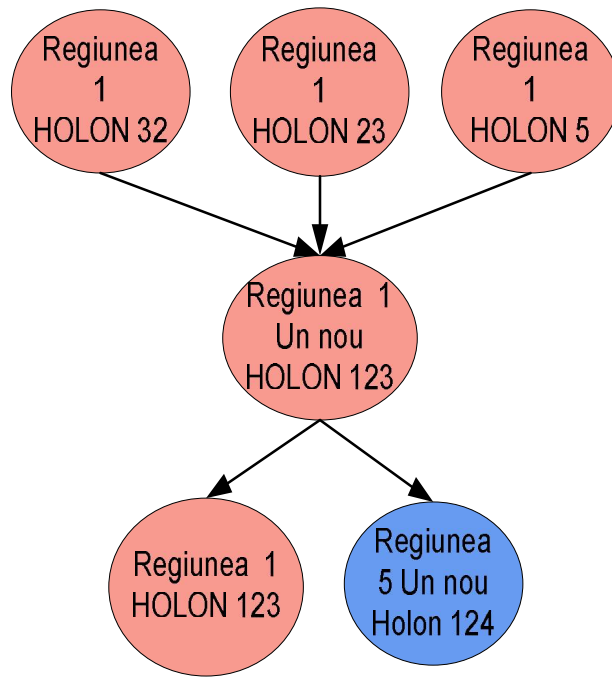 Regiunea
1
HOLON 32
Regiunea
1
HOLON 23
Regiunea
1
HOLON 5
Regiunea 1
Un nou
HOLON 123
Regiunea 1
HOLON 123
Regiunea
5 Un nou
Holon 124